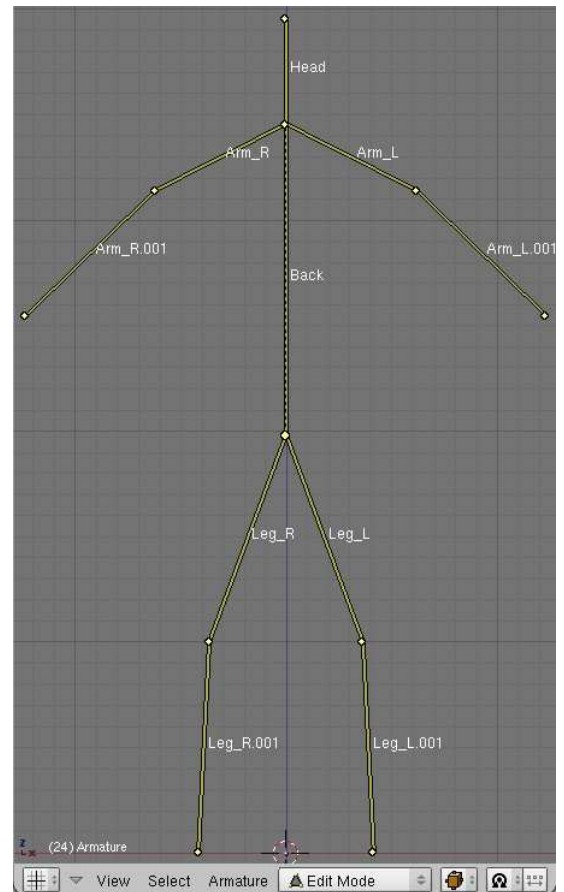 Head
Arm_R
Arm_L
Arm_R.001
Arm_L.001
Back
Leg_R
Leg_L
Leg_R.001
Leg_L.001
z
x
(24) Armature
View Select Armature Edit Mode